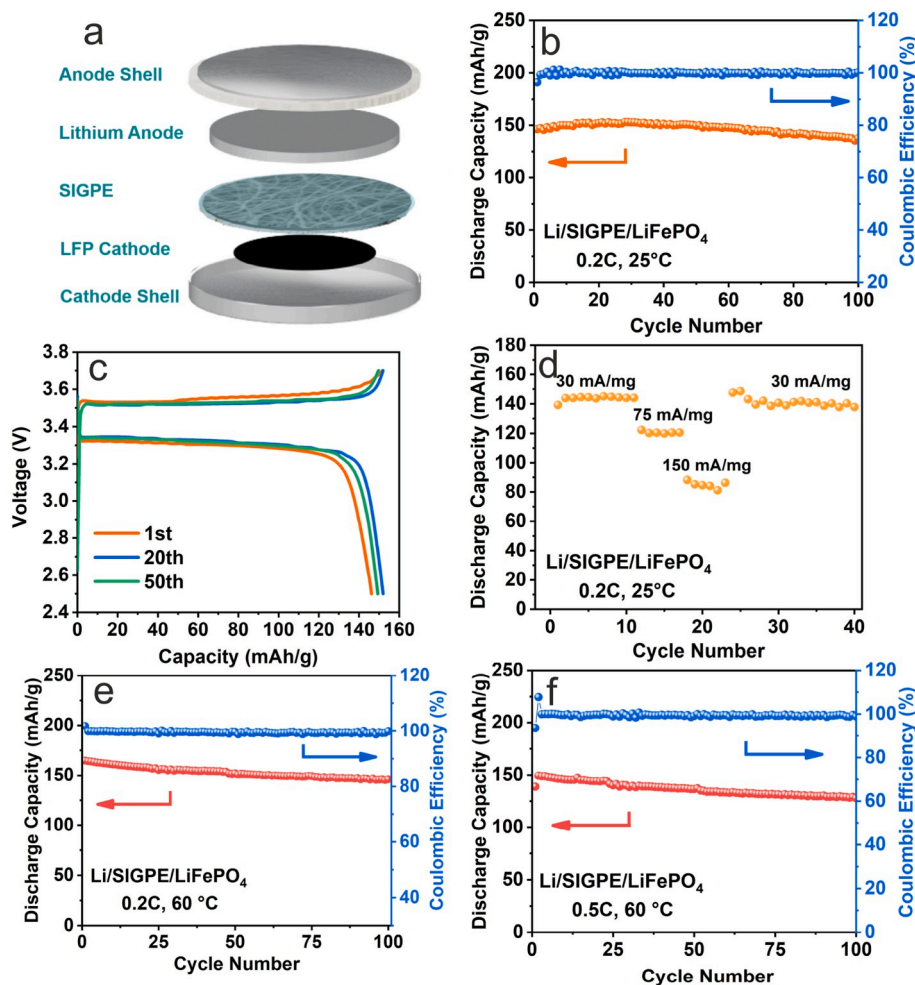 a
Anode Shell
Lithium Anode
SIGPE
LFP Cathode
Cathode Shell
b
Discharge Capacity (mAh/g)
250
200
150
100
50
0
Li/SIGPE/LiFePO4
0.2C, 25°C
0 20 40 60 80 100
Cycle Number
120
100
80
60
40
20
Coulombic Efficiency (%)
c
Voltage (V)
3.8
3.6
3.4
3.2
3.0
2.8
2.6
2.4
1st
20th
50th
0 20 40 60 80 100 120 140 160
Capacity (mAh/g)
d
Discharge Capacity (mAh/g)
180
160
140
120
100
80
60
40
20
0
30 mA/mg
75 mA/mg
150 mA/mg
30 mA/mg
Li/SIGPE/LiFePO4
0.2C, 25°C
0 10 20 30 40
Cycle Number
e
Discharge Capacity (mAh/g)
250
200
150
100
50
0
Li/SIGPE/LiFePO4
0.2C, 60 °C
0 25 50 75 100
Cycle Number
120
100
80
60
40
Coulombic Efficiency (%)
f
Discharge Capacity (mAh/g)
250
225
200
175
150
125
100
75
50
25
0
Li/SIGPE/LiFePO4
0.5C, 60 °C
0 25 50 75 100
Cycle Number
120
100
80
60
40
20
0
Coulombic Efficiency (%)